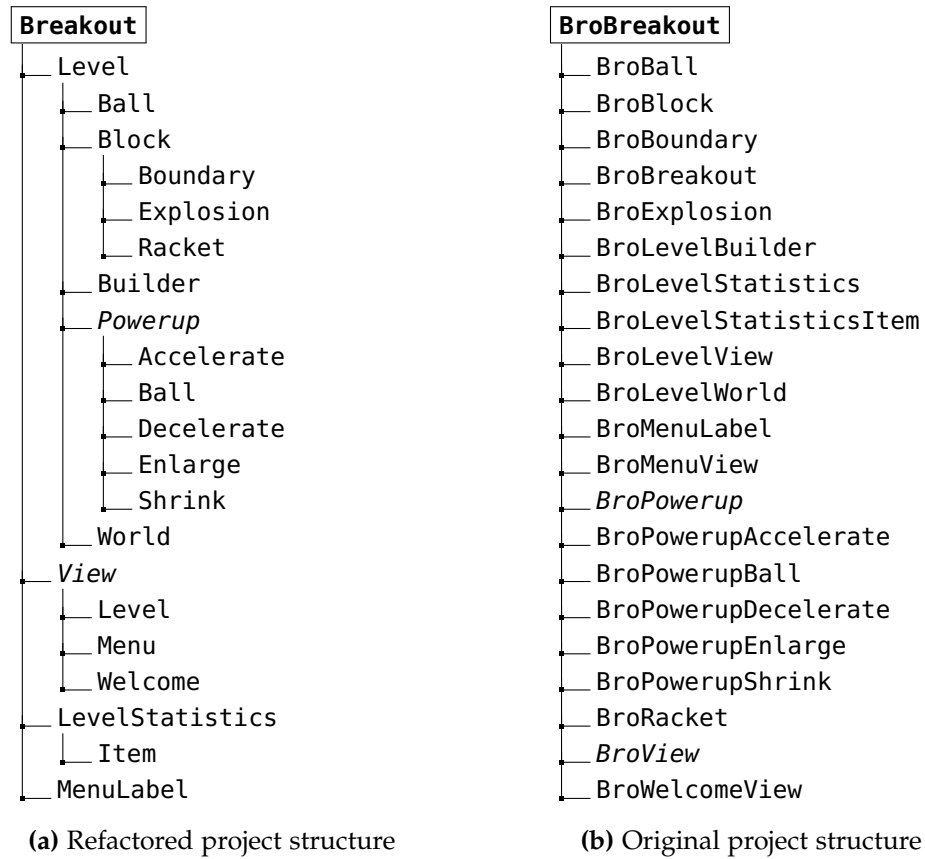 Breakout
Level
Ball
Block
Boundary
Explosion
Racket
Builder
Powerup
Accelerate
Ball
Decelerate
Enlarge
Shrink
World
View
Level
Menu
Welcome
LevelStatistics
Item
MenuLabel
(a) Refactored project structure
BroBreakout
BroBall
BroBlock
BroBoundary
BroBreakout
BroExplosion
BroLevelBuilder
BroLevelStatistics
BroLevelStatisticsItem
BroLevelView
BroLevelWorld
BroMenuLabel
BroMenuView
BroPowerup
BroPowerupAccelerate
BroPowerupBall
BroPowerupDecelerate
BroPowerupEnlarge
BroPowerupShrink
BroRacket
BroView
BroWelcomeView
(b) Original project structure